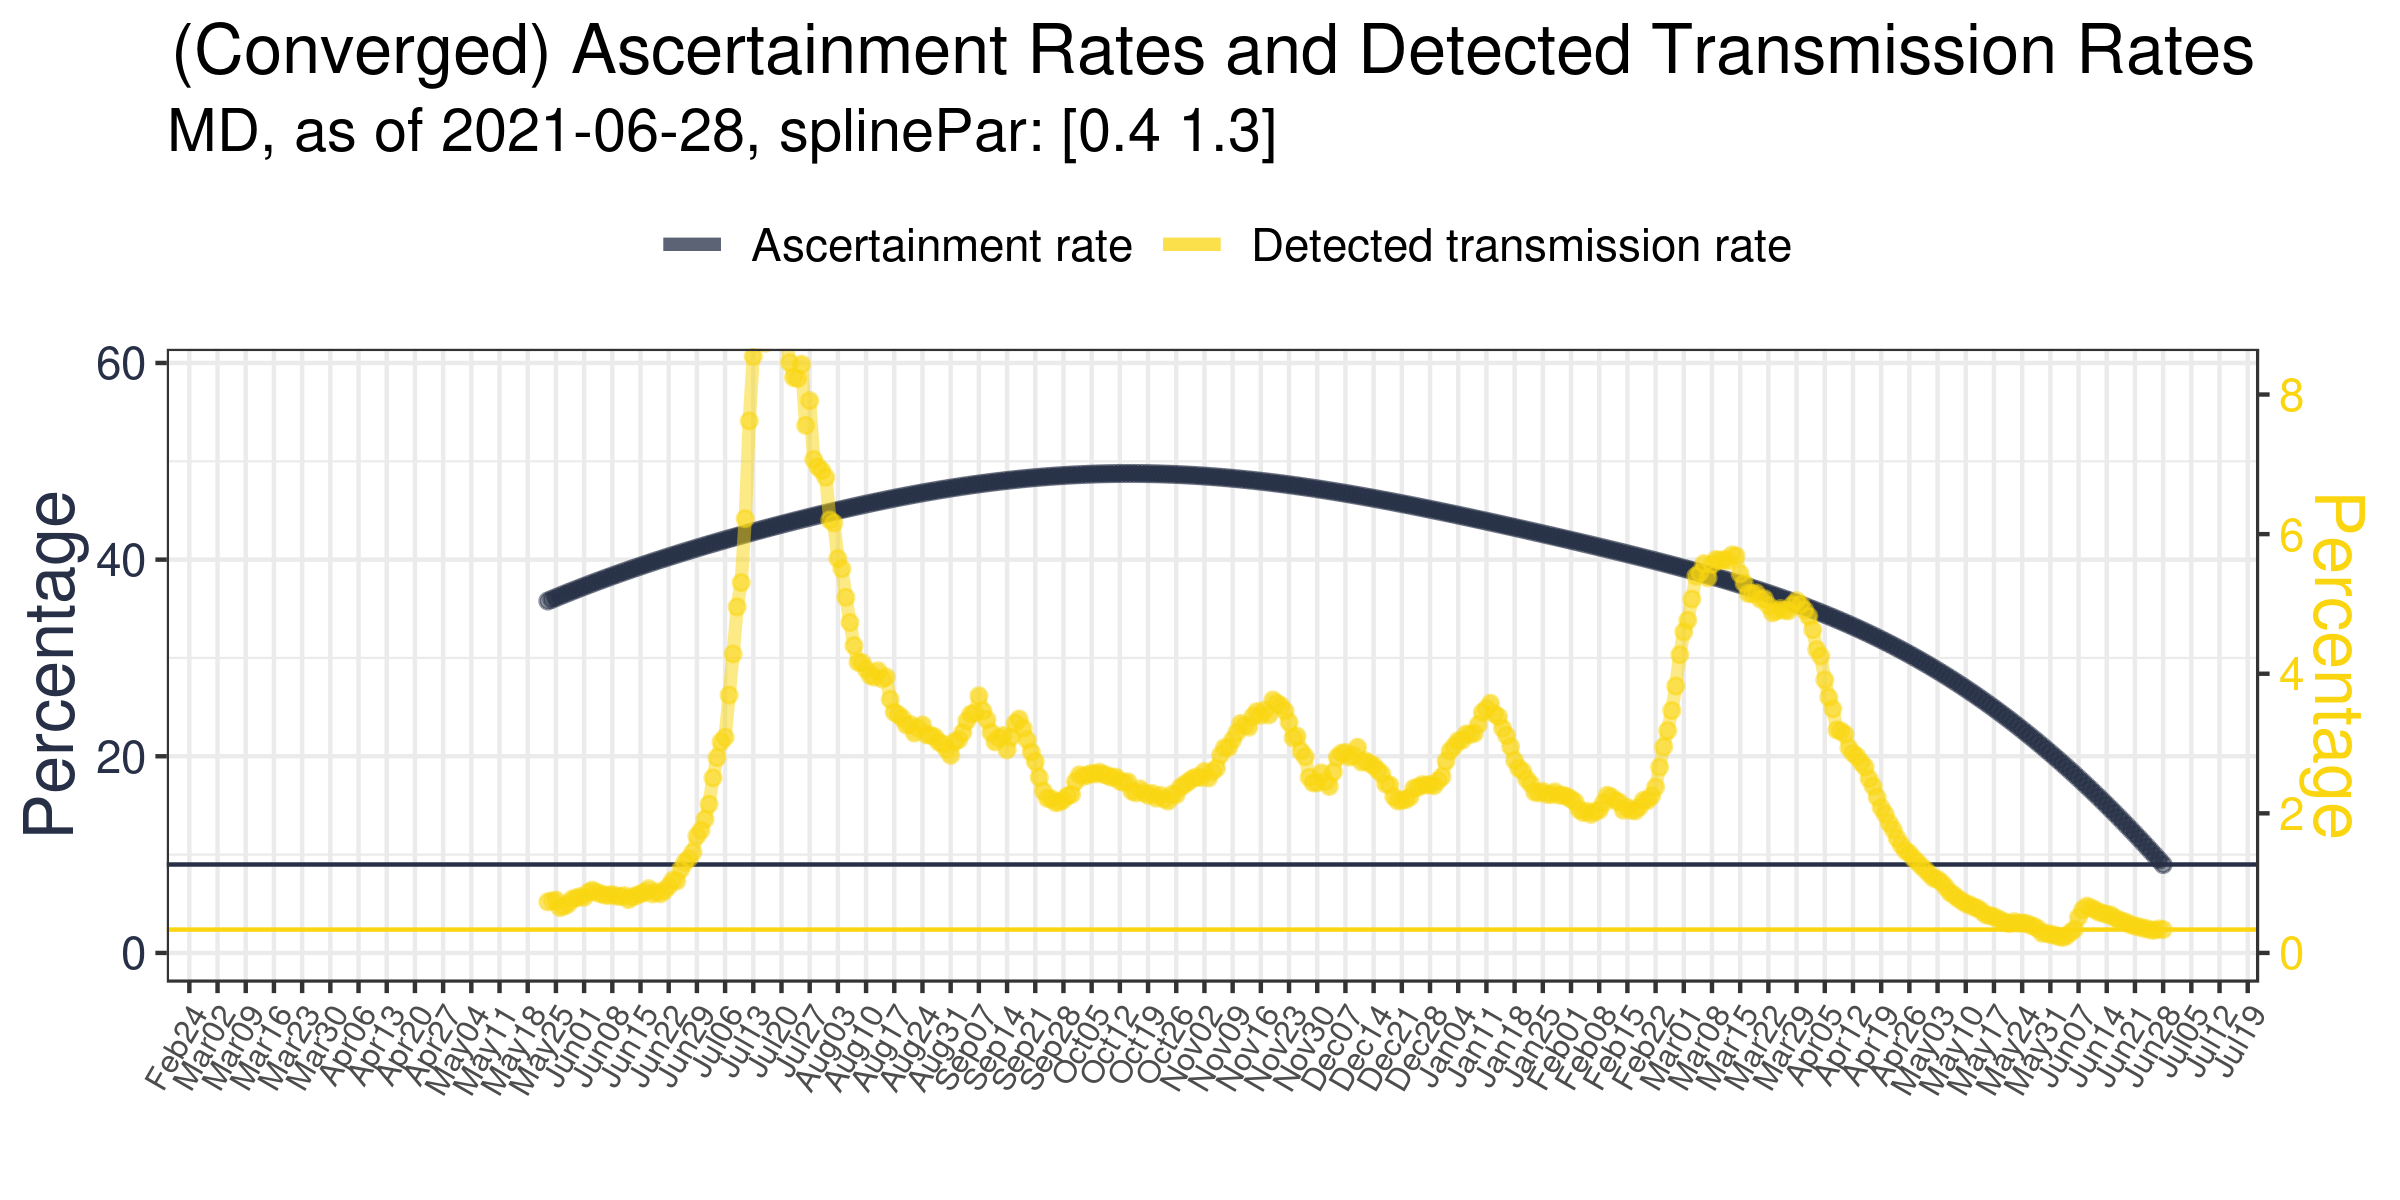 (Converged) Ascertainment Rates and Detected Transmission Rates
MD, as of 2021-06-28, splinePar: [0.4 1.3]
Ascertainment rate
Detected transmission rate
Percentage
60
40
20
0
8
6
4
2
0
Percentage
Feb24
Mar02
Mar09
Mar16
Mar23
Mar30
Apr06
Apr13
Apr20
Apr27
May04
May11
May18
May25
Jun01
Jun08
Jun15
Jun22
Jun29
Jul06
Jul13
Jul20
Jul27
Aug03
Aug10
Aug17
Aug24
Aug31
Sep07
Sep14
Sep21
Sep28
Oct05
Oct12
Oct19
Oct26
Nov02
Nov09
Nov16
Nov23
Nov30
Dec07
Dec14
Dec21
Dec28
Jan04
Jan11
Jan18
Jan25
Feb01
Feb08
Feb15
Feb22
Mar01
Mar08
Mar15
Mar22
Mar29
Apr05
Apr12
Apr19
Apr26
May03
May10
May17
May24
May31
May07
Jun14
Jun21
Jun28
Jul05
Jul12
Jul19